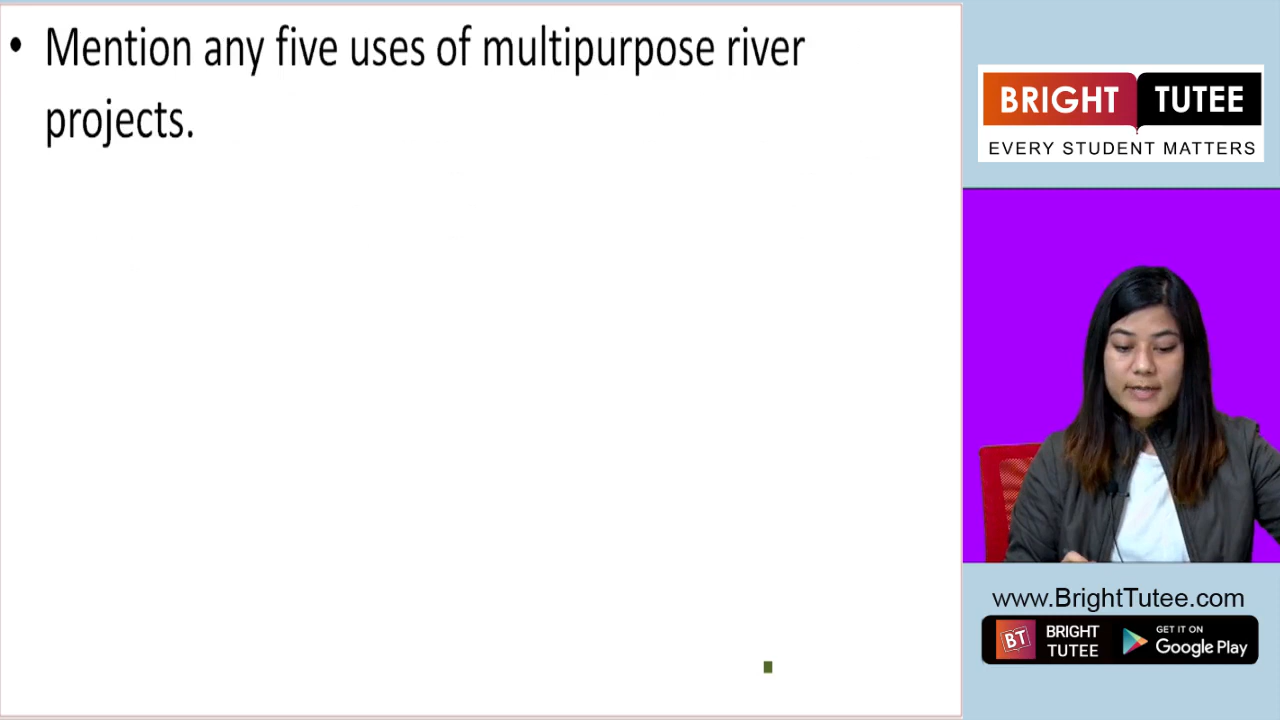 • Mention any five uses of multipurpose river
projects.
BRIGHT TUTEE
EVERY STUDENT MATTERS
www.BrightTutee.com
BT
BRIGHT
TUTEE
GET IT ON
Google Play